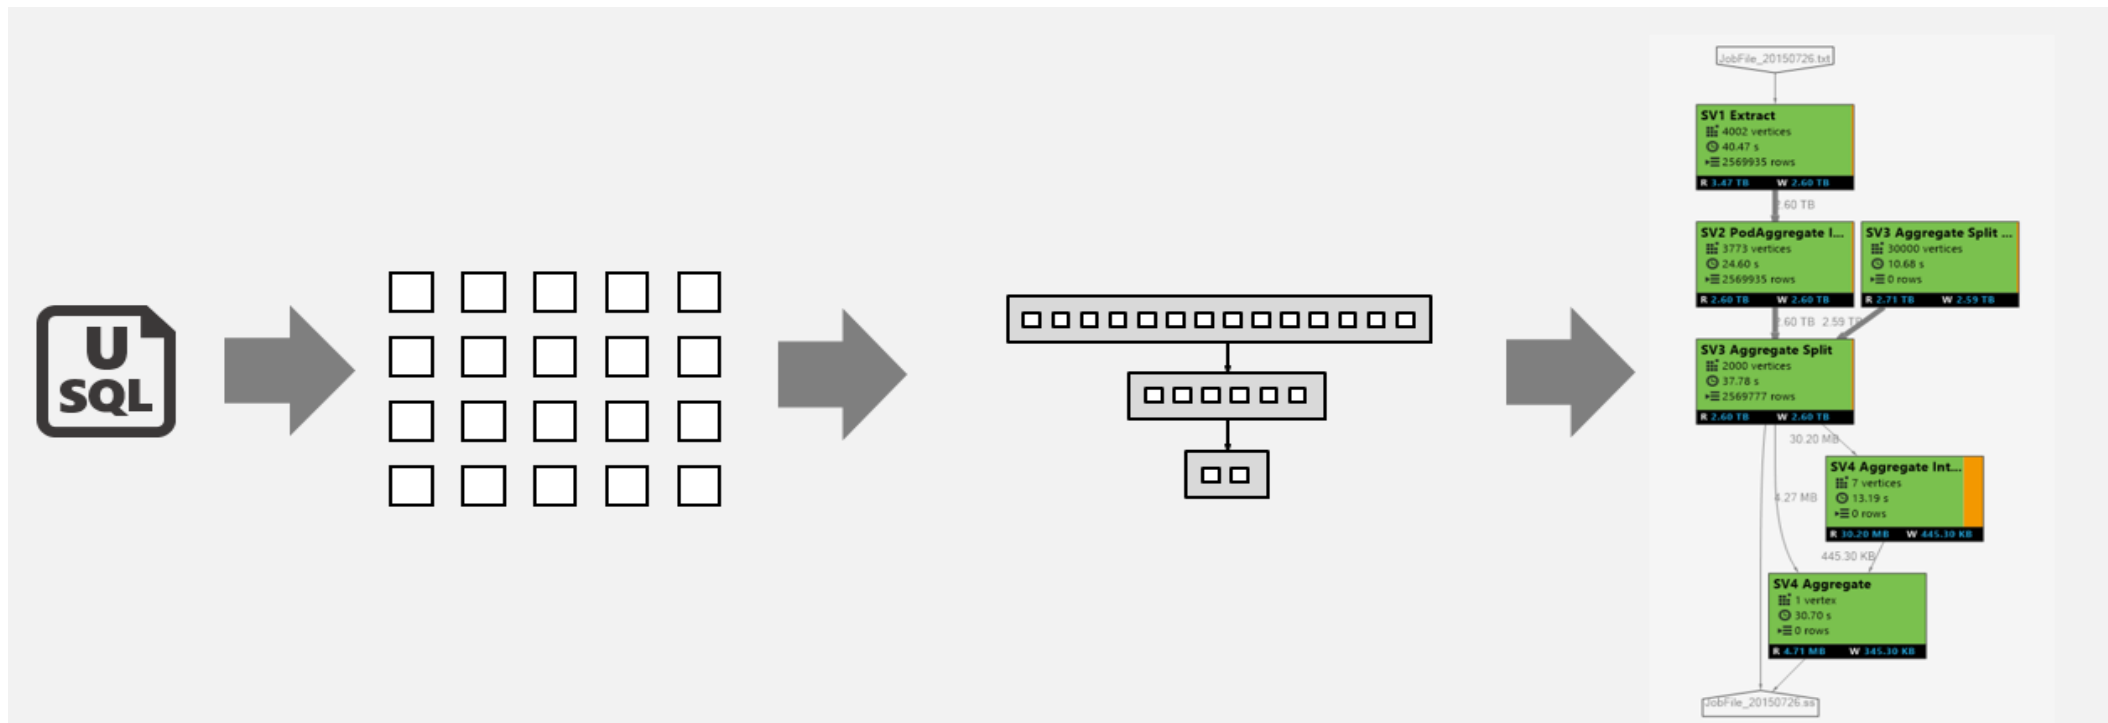 U
SQL
JobFile_20150726.txt
SV1 Extract
4002 vertices
40.47 s
2569935 rows
R 3.47 TB W 2.60 TB
2.60 TB
SV2 PodAggregate I...
3773 vertices
24.60 s
2569935 rows
R 2.60 TB W 2.60 TB
SV3 Aggregate Split ...
30000 vertices
10.68 s
0 rows
R 2.71 TB W 2.59 TB
2.60 TB 2.59 TB
SV3 Aggregate Split
2000 vertices
37.78 s
2569777 rows
R 2.60 TB W 2.60 TB
30.20 MB
SV4 Aggregate Int...
7 vertices
13.19 s
0 rows
R 30.20 MB W 445.30 KB
4.27 MB
445.30 KB
SV4 Aggregate
1 vertex
30.70 s
0 rows
R 4.71 MB W 345.30 KB
JobFile_20150726.ss